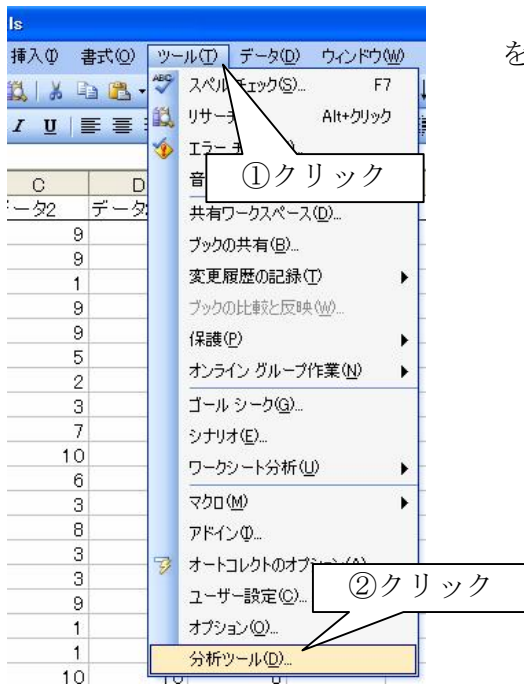 ls
を
挿入(I) 書式(O) ツール(T) データ(D) ウィンドウ(W)
I U
ABC スペル チェック(S)... F7
リサーチ Alt+クリック
エラー チ
音
①クリック
共有ワークスペース(D)...
ブックの共有(B)...
変更履歴の記録(T)
ブックの比較と反映(W)...
保護(P)
オンライン グループ作業(N)
ゴール シーク(G)...
シナリオ(E)...
ワークシート分析(U)
マクロ(M)
アドイン(I)...
オートコレクトのオプション(A)...
ユーザー設定(C)...
オプション(O)...
分析ツール(D)...
②クリック
C D
ータ2 データ
9
9
1
9
9
5
2
3
7
10
6
3
8
3
3
9
1
1
10